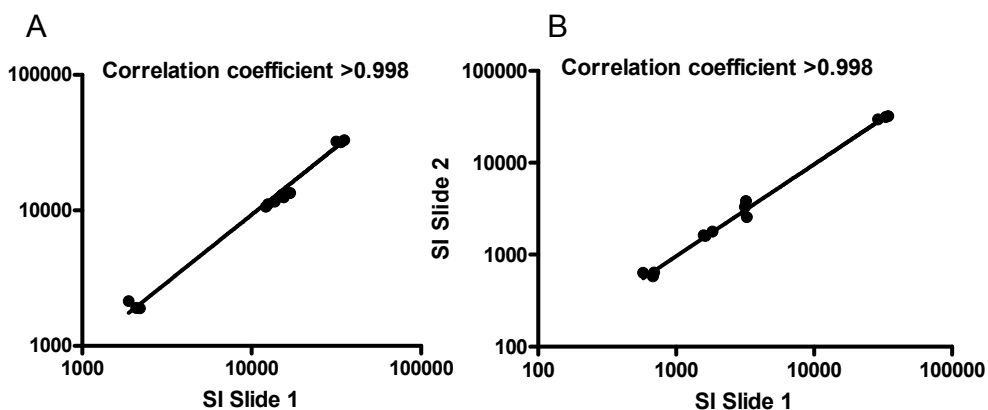 A
Correlation coefficient >0.998
100000
10000
1000
1000 10000 100000
SI Slide 1
B
Correlation coefficient >0.998
SI Slide 2
100000
10000
1000
100
100 1000 10000 100000
SI Slide 1